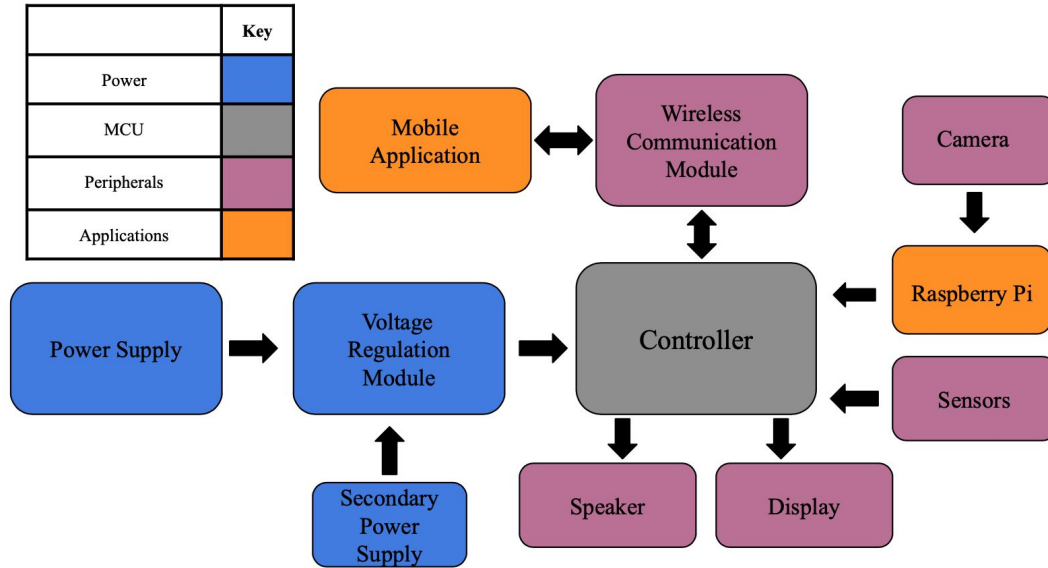 Key
Power
MCU
Peripherals
Applications
Mobile
Application
Wireless
Communication
Module
Camera
Power Supply
Voltage
Regulation
Module
Controller
Raspberry Pi
Sensors
Secondary
Power
Supply
Speaker
Display